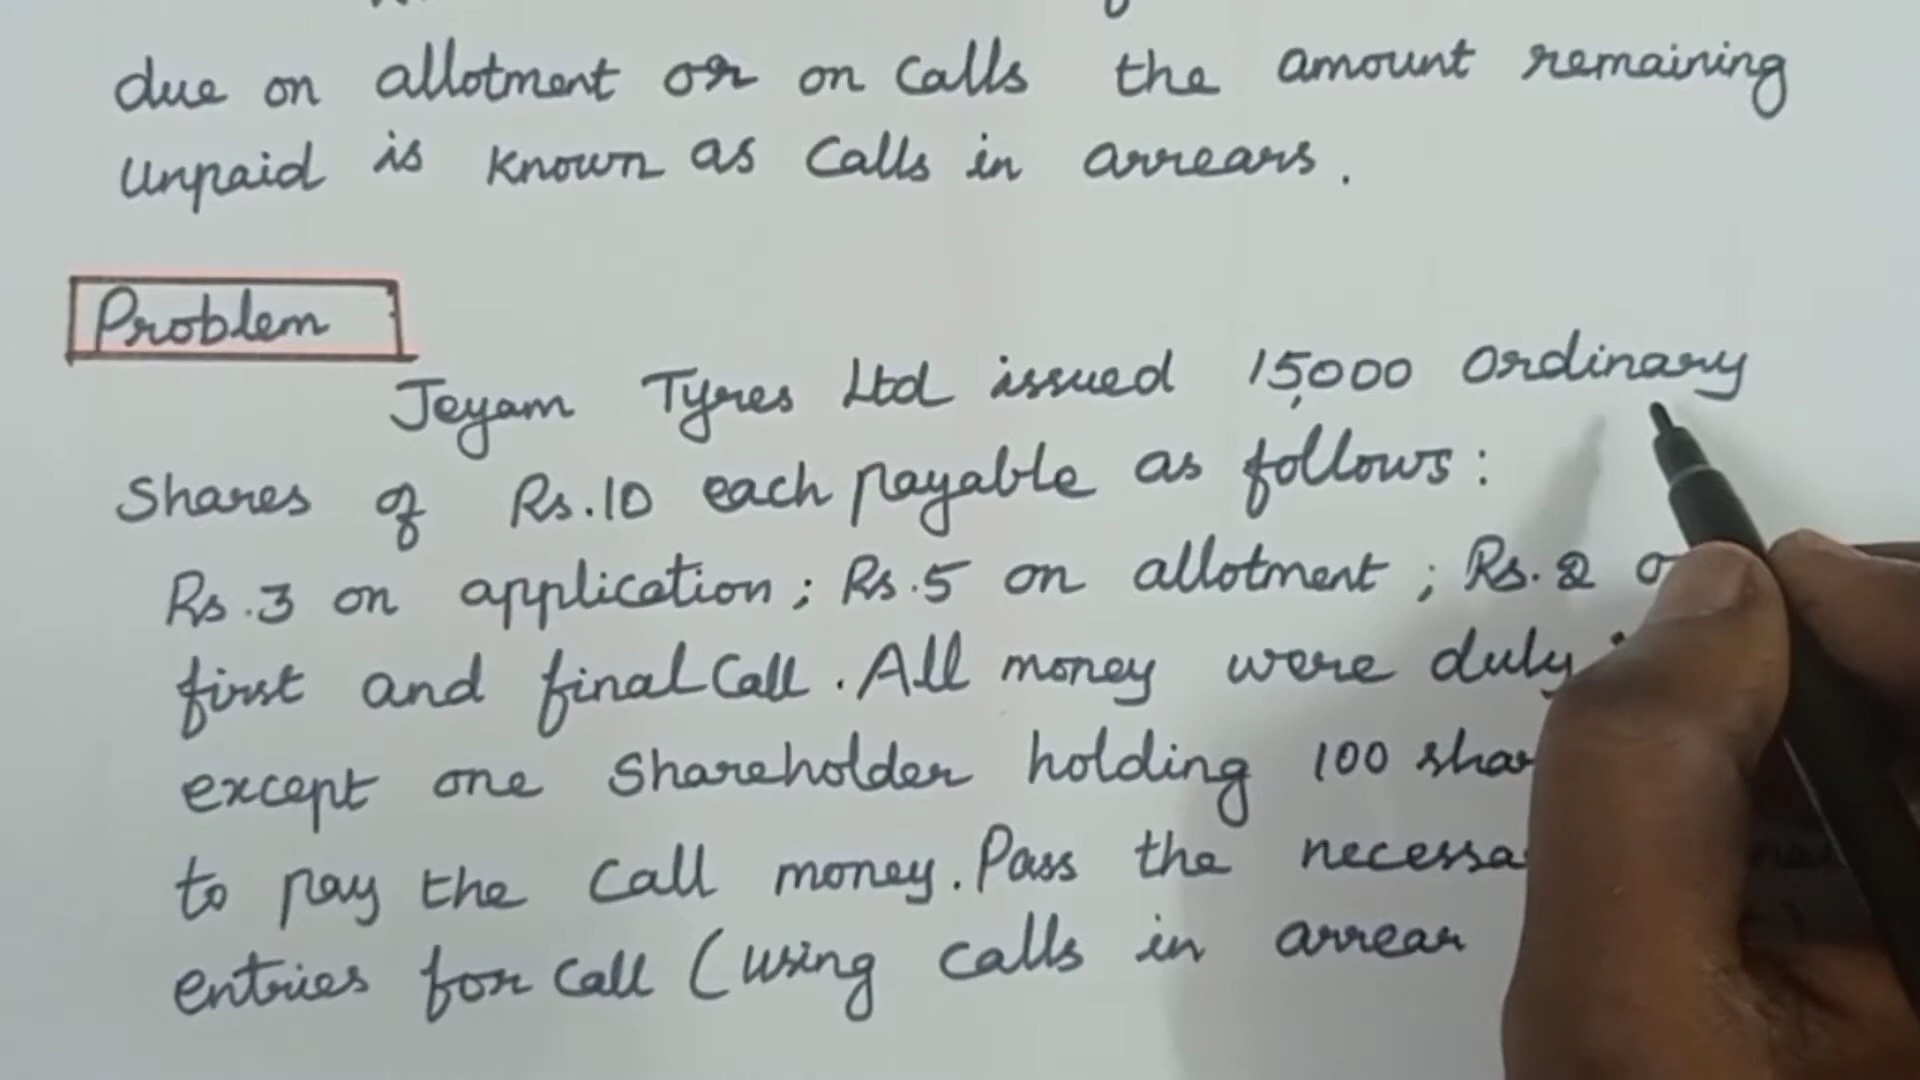 due on allotment or on Calls the amount remaining
Unpaid is known as Calls in arrears.
Problem
Jeyam Tyres Ltd issued 15,000 ordinary
Shares of Rs.10 each payable as follows:
Rs.3 on application; Rs.5 on allotment; Rs.2
first and final Call. All money were duly
except one Shareholder holding 100
to pay the Call money. Pass the
entries for Call (using Calls in arrear